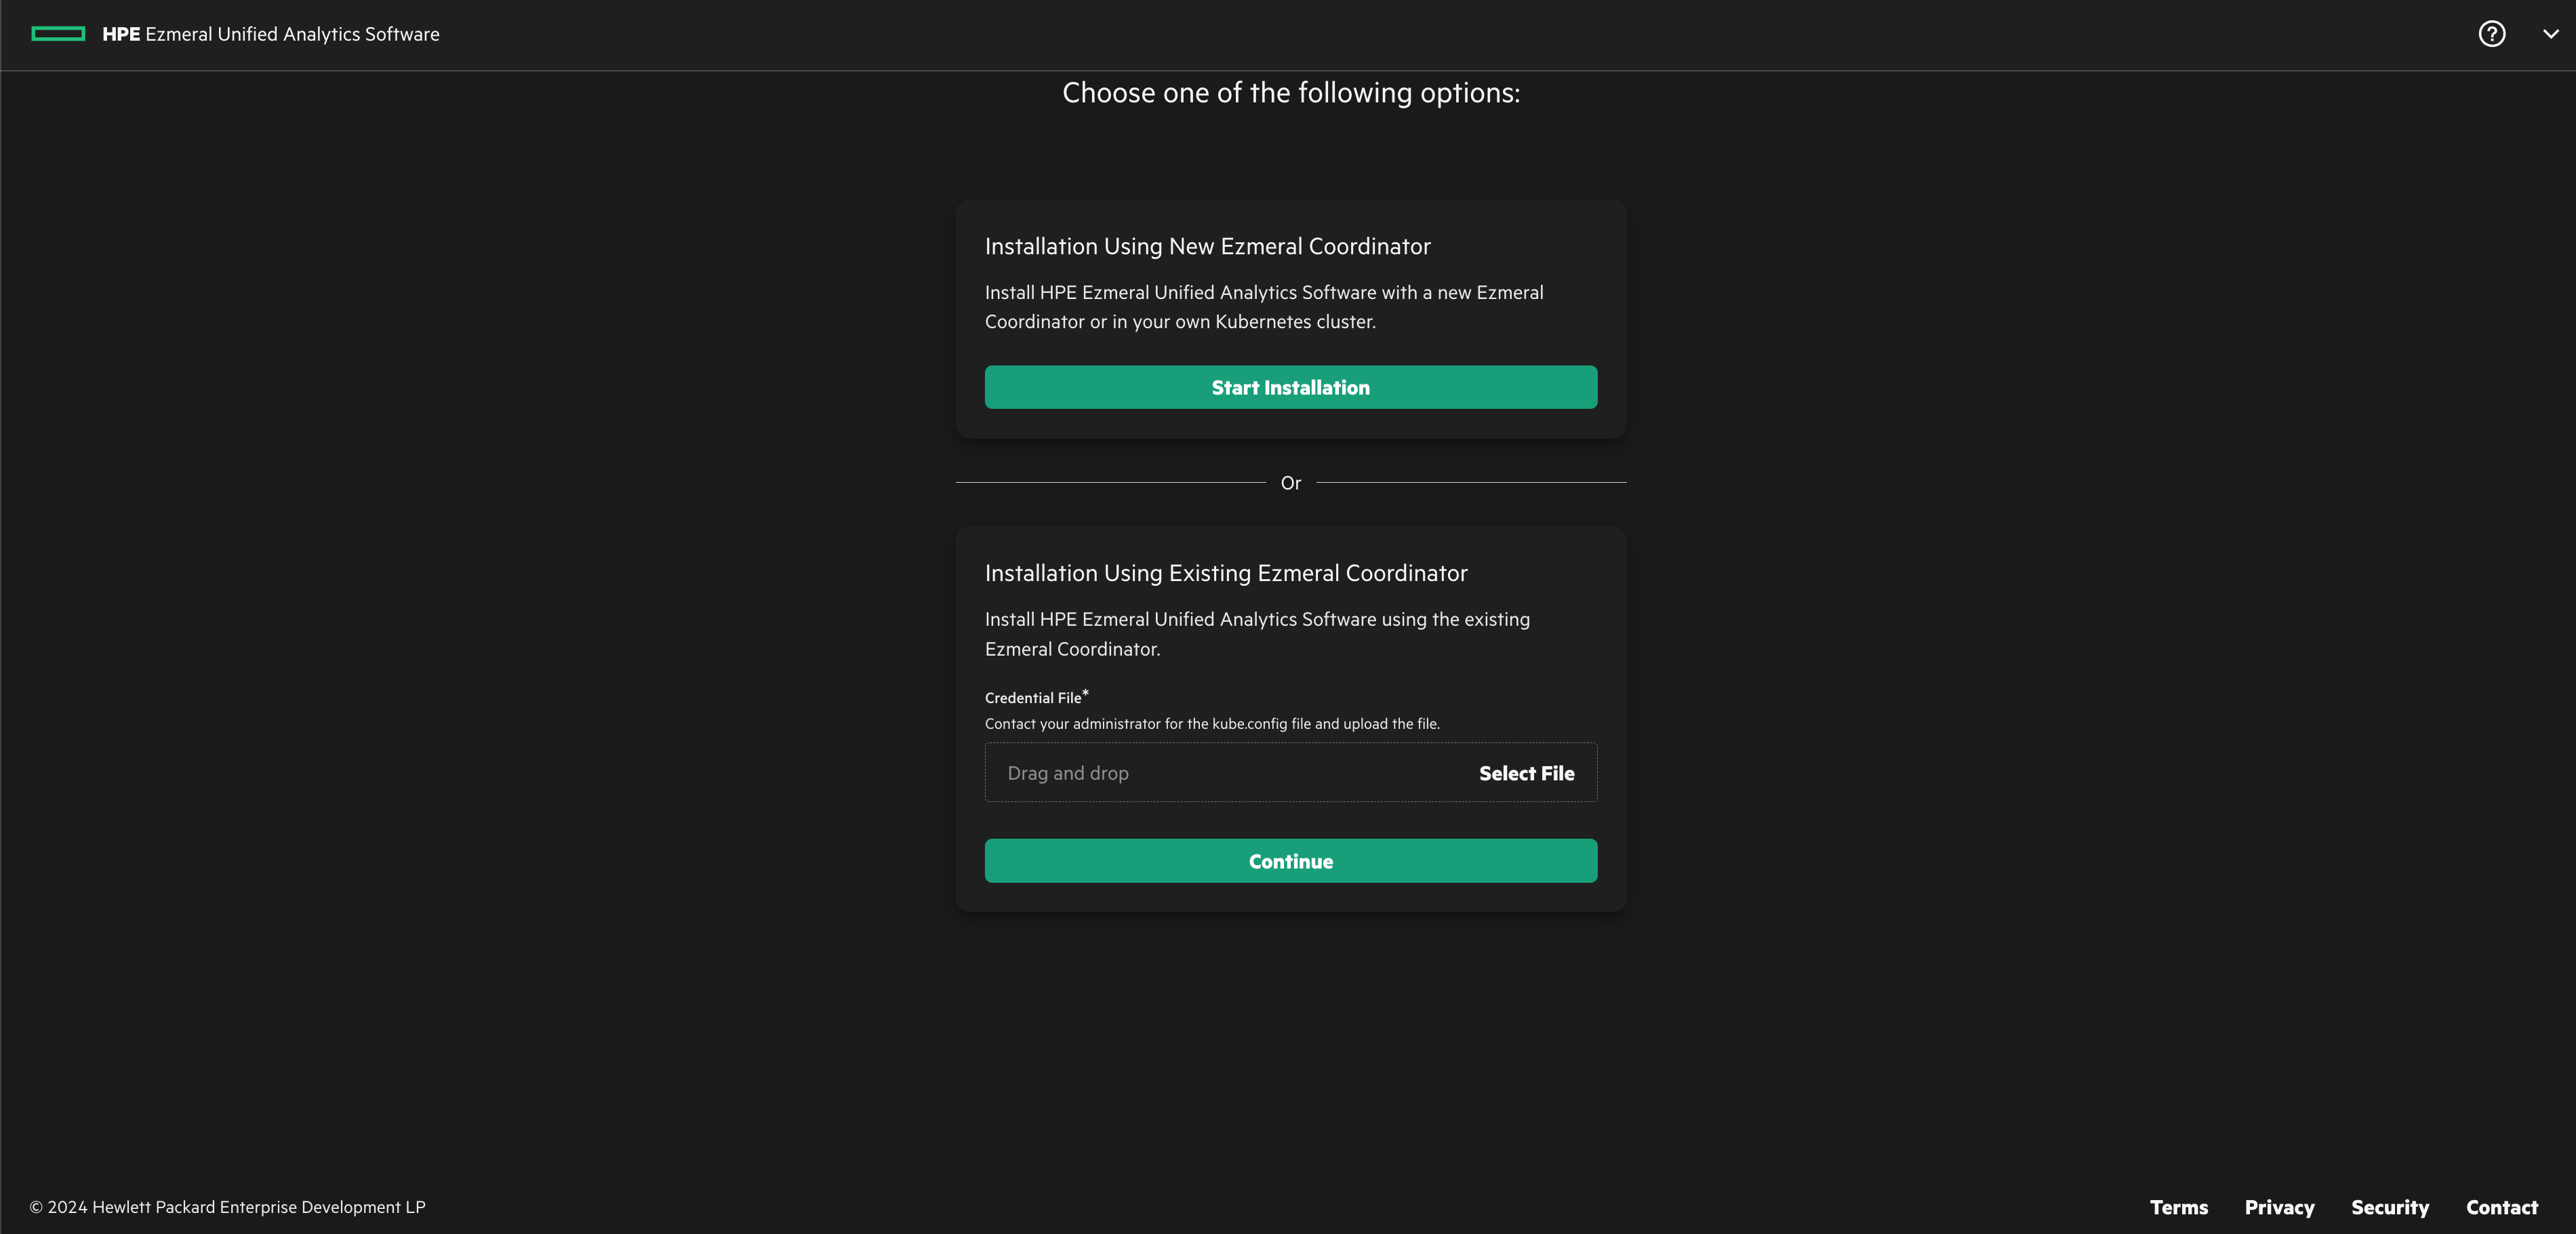 HPE Ezmeral Unified Analytics Software
?
Choose one of the following options:
Installation Using New Ezmeral Coordinator
Install HPE Ezmeral Unified Analytics Software with a new Ezmeral
Coordinator or in your own Kubernetes cluster.
Start Installation
Or
Installation Using Existing Ezmeral Coordinator
Install HPE Ezmeral Unified Analytics Software using the existing
Ezmeral Coordinator.
Credential File*
Contact your administrator for the kube.config file and upload the file.
Drag and drop Select File
Continue
© 2024 Hewlett Packard Enterprise Development LP Terms Privacy Security Contact